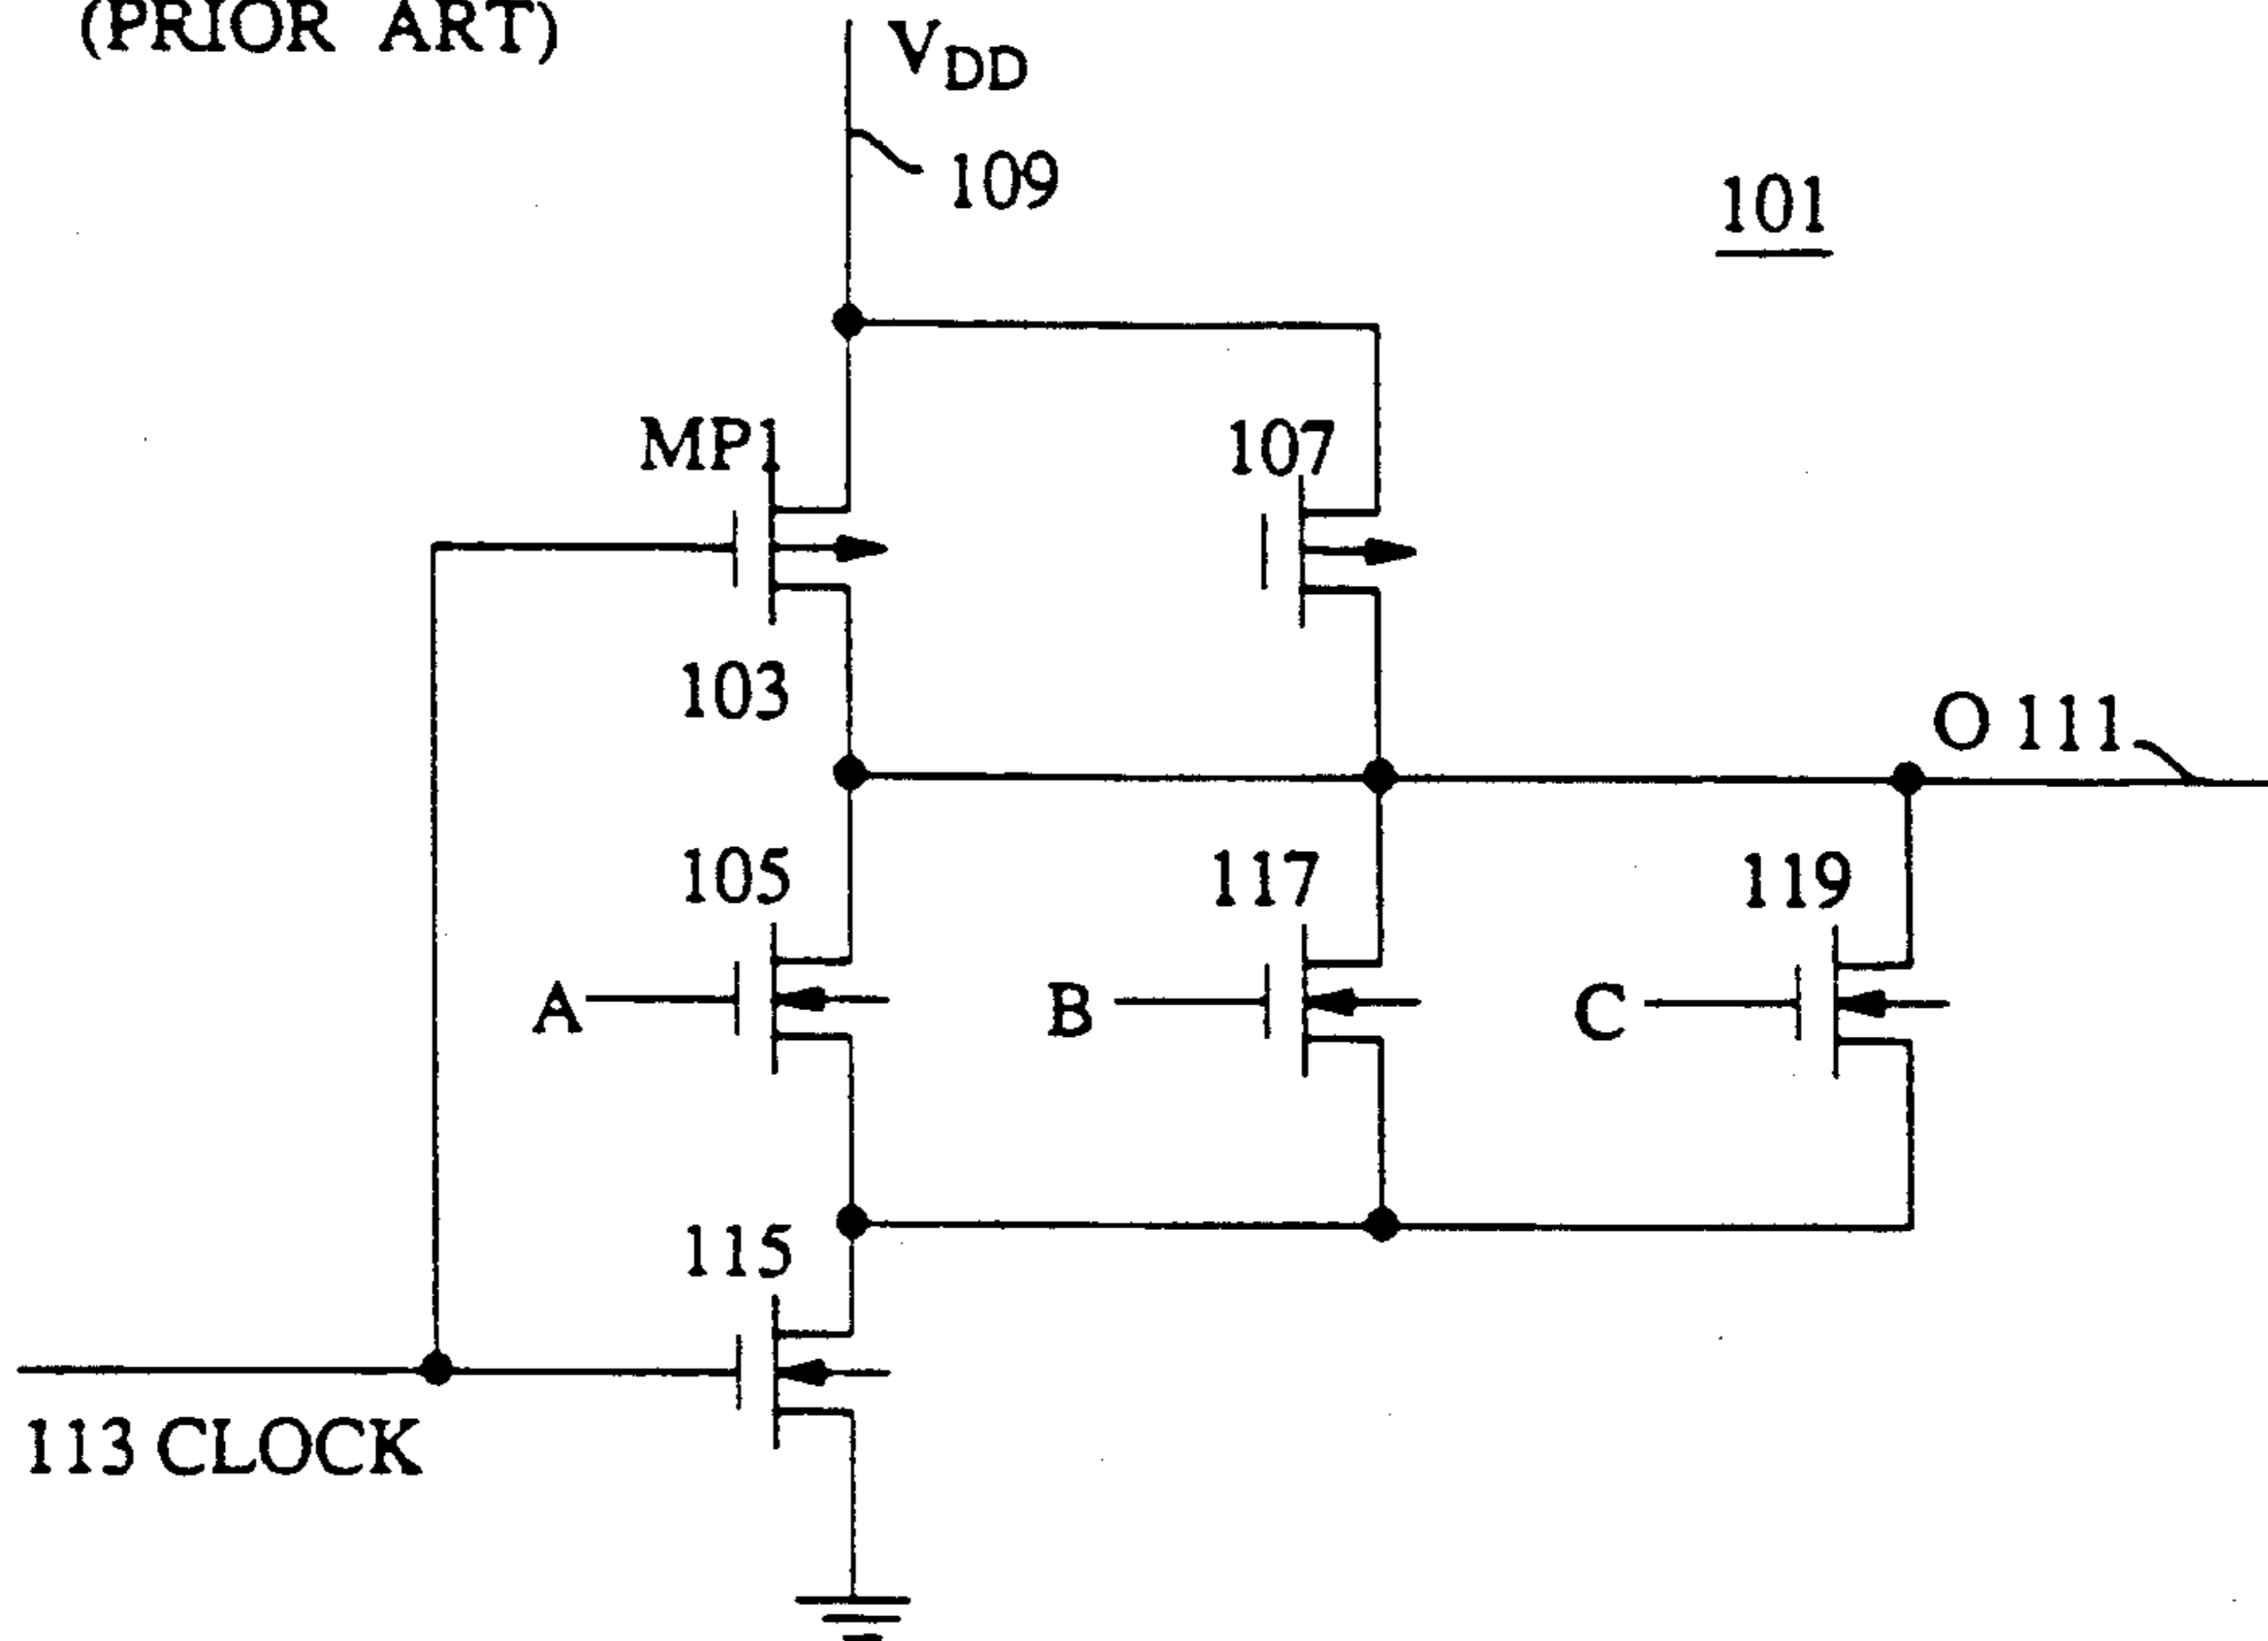 (PRIOR ART)
VDD
109
101
MP1
107
103
O 111
105
117
119
A
B
C
115
113 CLOCK